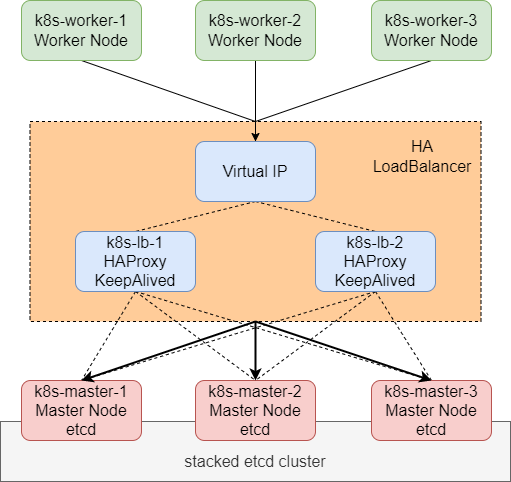 k8s-worker-1
Worker Node
k8s-worker-2
Worker Node
k8s-worker-3
Worker Node
HA
LoadBalancer
Virtual IP
k8s-lb-1
HAProxy
KeepAlived
k8s-lb-2
HAProxy
KeepAlived
k8s-master-1
Master Node
etcd
k8s-master-2
Master Node
etcd
k8s-master-3
Master Node
etcd
stacked etcd cluster